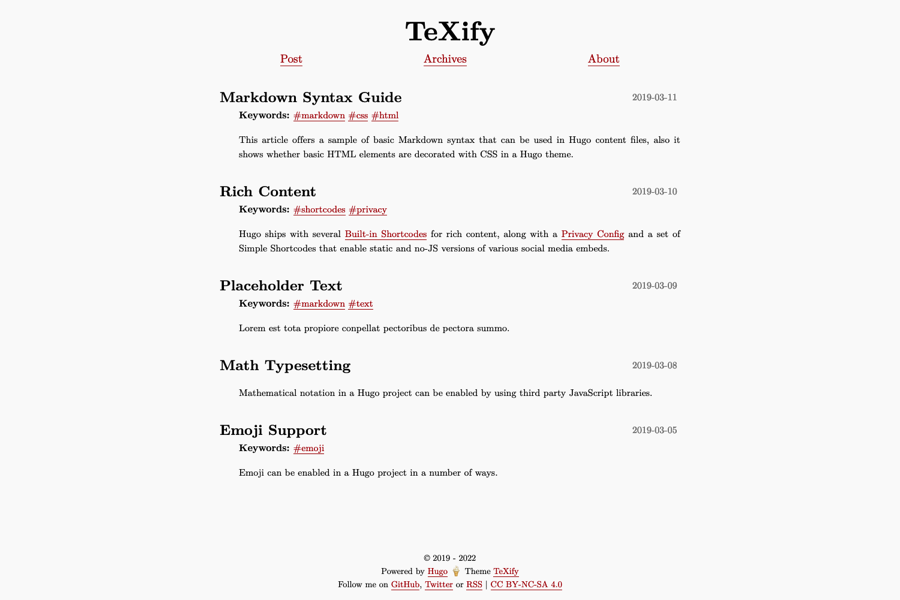 TeXify
Post Archives About
Markdown Syntax Guide 2019-03-11
Keywords: #markdown #css #html
This article offers a sample of basic Markdown syntax that can be used in Hugo content files, also it
shows whether basic HTML elements are decorated with CSS in a Hugo theme.
Rich Content 2019-03-10
Keywords: #shortcodes #privacy
Hugo ships with several Built-in Shortcodes for rich content, along with a Privacy Config and a set of
Simple Shortcodes that enable static and no-JS versions of various social media embeds.
Placeholder Text 2019-03-09
Keywords: #markdown #text
Lorem est tota propiore conpellat pectoribus de pectora summo.
Math Typesetting 2019-03-08
Mathematical notation in a Hugo project can be enabled by using third party JavaScript libraries.
Emoji Support 2019-03-05
Keywords: #emoji
Emoji can be enabled in a Hugo project in a number of ways.
© 2019 - 2022
Powered by Hugo 🍦 Theme TeXify
Follow me on GitHub, Twitter or RSS | CC BY-NC-SA 4.0